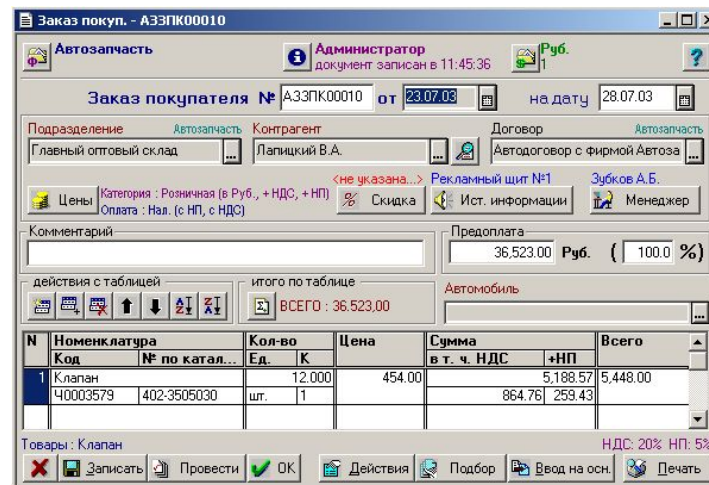 Заказ покуп. - А33ПК00010
Автозапчасть
Администратор
документ записан в 11:45:36
Руб.
1
Заказ покупателя № А33ПК00010 от 23.07.03 на дату 28.07.03
Подразделение Автозапчасть Контрагент Договор Автозапчасть
Главный оптовый склад ... Лапицкий В.А. ... Автодоговор с фирмой Автоза ...
<не указана...> Рекламный щит №1 Зубков А.Б.
Цены Категория : Розничная (в Руб., + НДС, + НП) % Скидка Ист. информации Менеджер
Оплата : Нал. (с НП, с НДС)
Комментарий Предоплата
36,523.00 Руб. ( 100.0 %)
действия с таблицей итого по таблице Автомобиль
ВСЕГО : 36.523,00 ...
N Номенклатура Кол-во Цена Сумма Всего
Код № по катал... Ед. К в т. ч. НДС +НП
1 Клапан 12.000 454.00 5,188.57 5,448.00
Ч0003579 402-3505030 шт. 1 864.76 259.43
Товары : Клапан НДС: 20% НП: 5%
Записать Провести OK Действия Подбор Ввод на осн. Печать